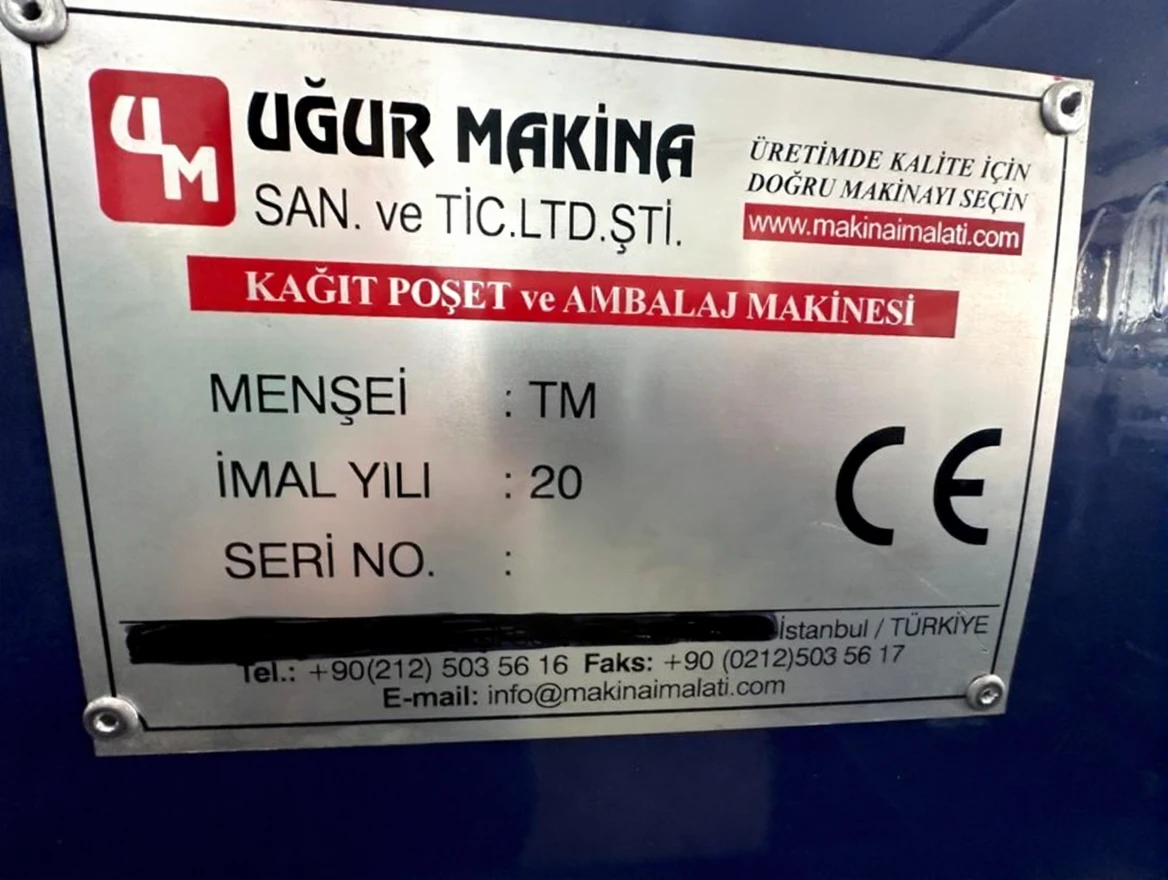 UM
UĞUR MAKİNA
SAN. ve TİC.LTD.ŞTİ.
ÜRETİMDE KALİTE İÇİN
DOĞRU MAKİNAYI SEÇİN
www.makinaimalati.com
KAĞIT POŞET ve AMBALAJ MAKİNESİ
MENŞEİ : TM
İMAL YILI : 20
SERİ NO. :
CE
İstanbul / TÜRKİYE
Tel.: +90(212) 503 56 16 Faks: +90 (0212)503 56 17
E-mail: info@makinaimalati.com